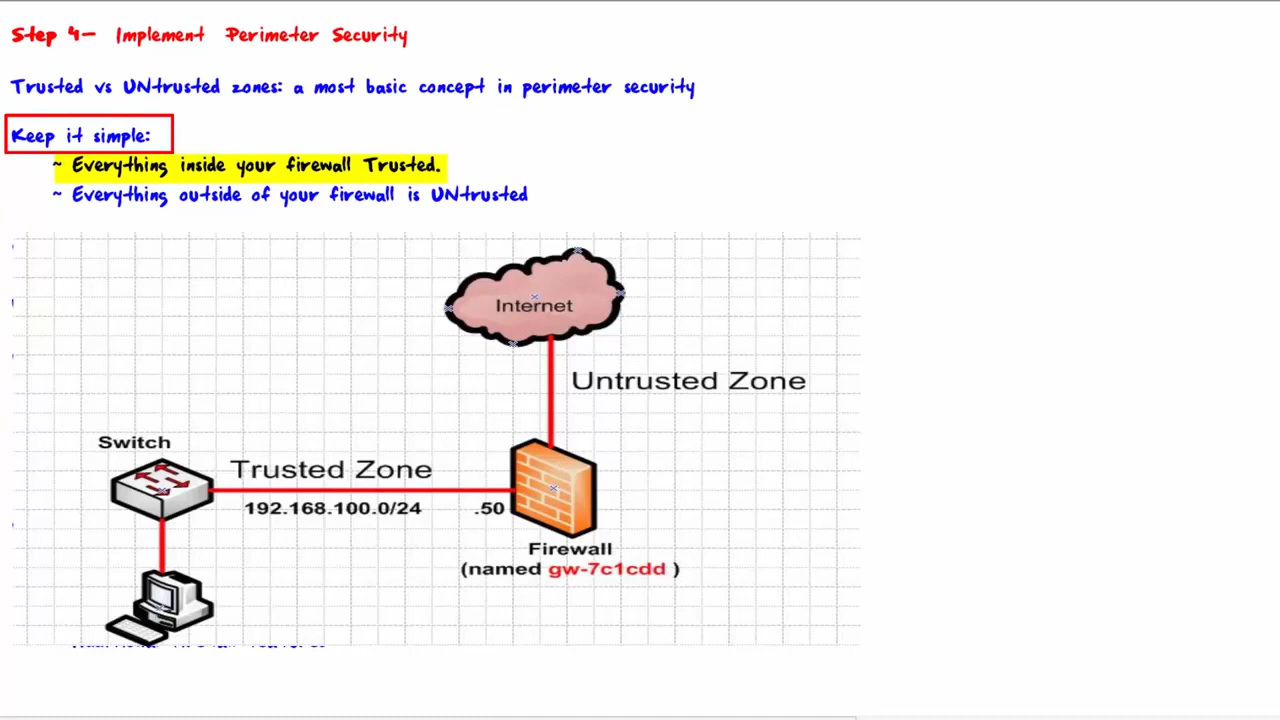 Step 4- Implement Perimeter Security
Trusted vs UNtrusted zones: a most basic concept in perimeter security
Keep it simple:
~ Everything inside your firewall Trusted.
~ Everything outside of your firewall is UNtrusted
Internet
Untrusted Zone
Switch
Trusted Zone
192.168.100.0/24 .50
Firewall
(named gw-7c1cdd )